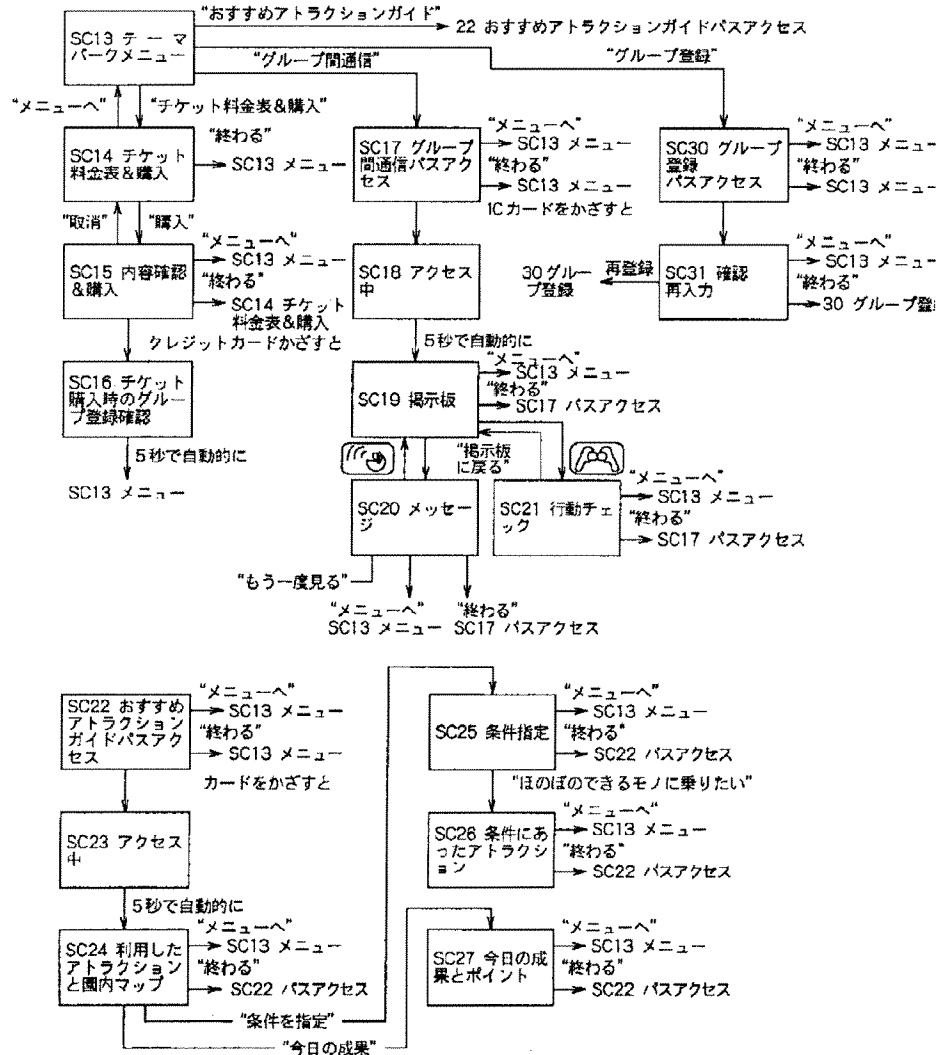 “おすすめアトラクションガイド”
22 おすすめアトラクションガイドパスアクセス
SC13 テーマ
パークメニュー
“グループ間通信”
“グループ登録”
“メニューへ”
“チケット料金表&購入”
SC14 チケット
料金表&購入
“終わる”
SC13 メニュー
“取消”
“購入”
SC15 内容確認
&購入
“メニューへ”
SC13 メニュー
“終わる”
SC14 チケット
料金表&購入
クレジットカードかざすと
SC16 チケット
購入時のグルー
プ登録確認
5秒で自動的に
SC13 メニュー
SC17 グループ
間通信パスアク
セス
“メニューへ”
SC13 メニュー
“終わる”
SC13 メニュー
ICカードをかざすと
SC18 アクセス
中
5秒で自動的に
SC19 掲示板
“メニューへ”
SC13 メニュー
“終わる”
SC17 パスアクセス
“掲示板
に戻る”
SC20 メッセー
ジ
“もう一度見る”
“メニューへ”
SC13 メニュー
“終わる”
SC17 パスアクセス
SC21 行動チェ
ック
“メニューへ”
SC13 メニュー
“終わる”
SC17 パスアクセス
SC30 グループ
登録
パスアクセス
“メニューへ”
SC13 メニュー
“終わる”
SC13 メニュー
SC31 確認
再入力
再登録
30グルー
プ登録
“メニューへ”
SC13 メニュー
“終わる”
30 グループ登
SC22 おすすめ
アトラクション
ガイドパスアク
セス
“メニューへ”
SC13 メニュー
“終わる”
SC13 メニュー
カードをかざすと
SC23 アクセス
中
5秒で自動的に
SC24 利用した
アトラクション
と園内マップ
“メニューへ”
SC13 メニュー
“終わる”
SC22 パスアクセス
“条件を指定”
“今日の成果”
SC25 条件指定
“メニューへ”
SC13 メニュー
“終わる”
SC22 パスアクセス
“ほのぼのできるモノに乗りたい”
SC26 条件にあ
ったアトラクシ
ョン
“メニューへ”
SC13 メニュー
“終わる”
SC22 パスアクセス
SC27 今日の成
果とポイント
“メニューへ”
SC13 メニュー
“終わる”
SC22 パスアクセス